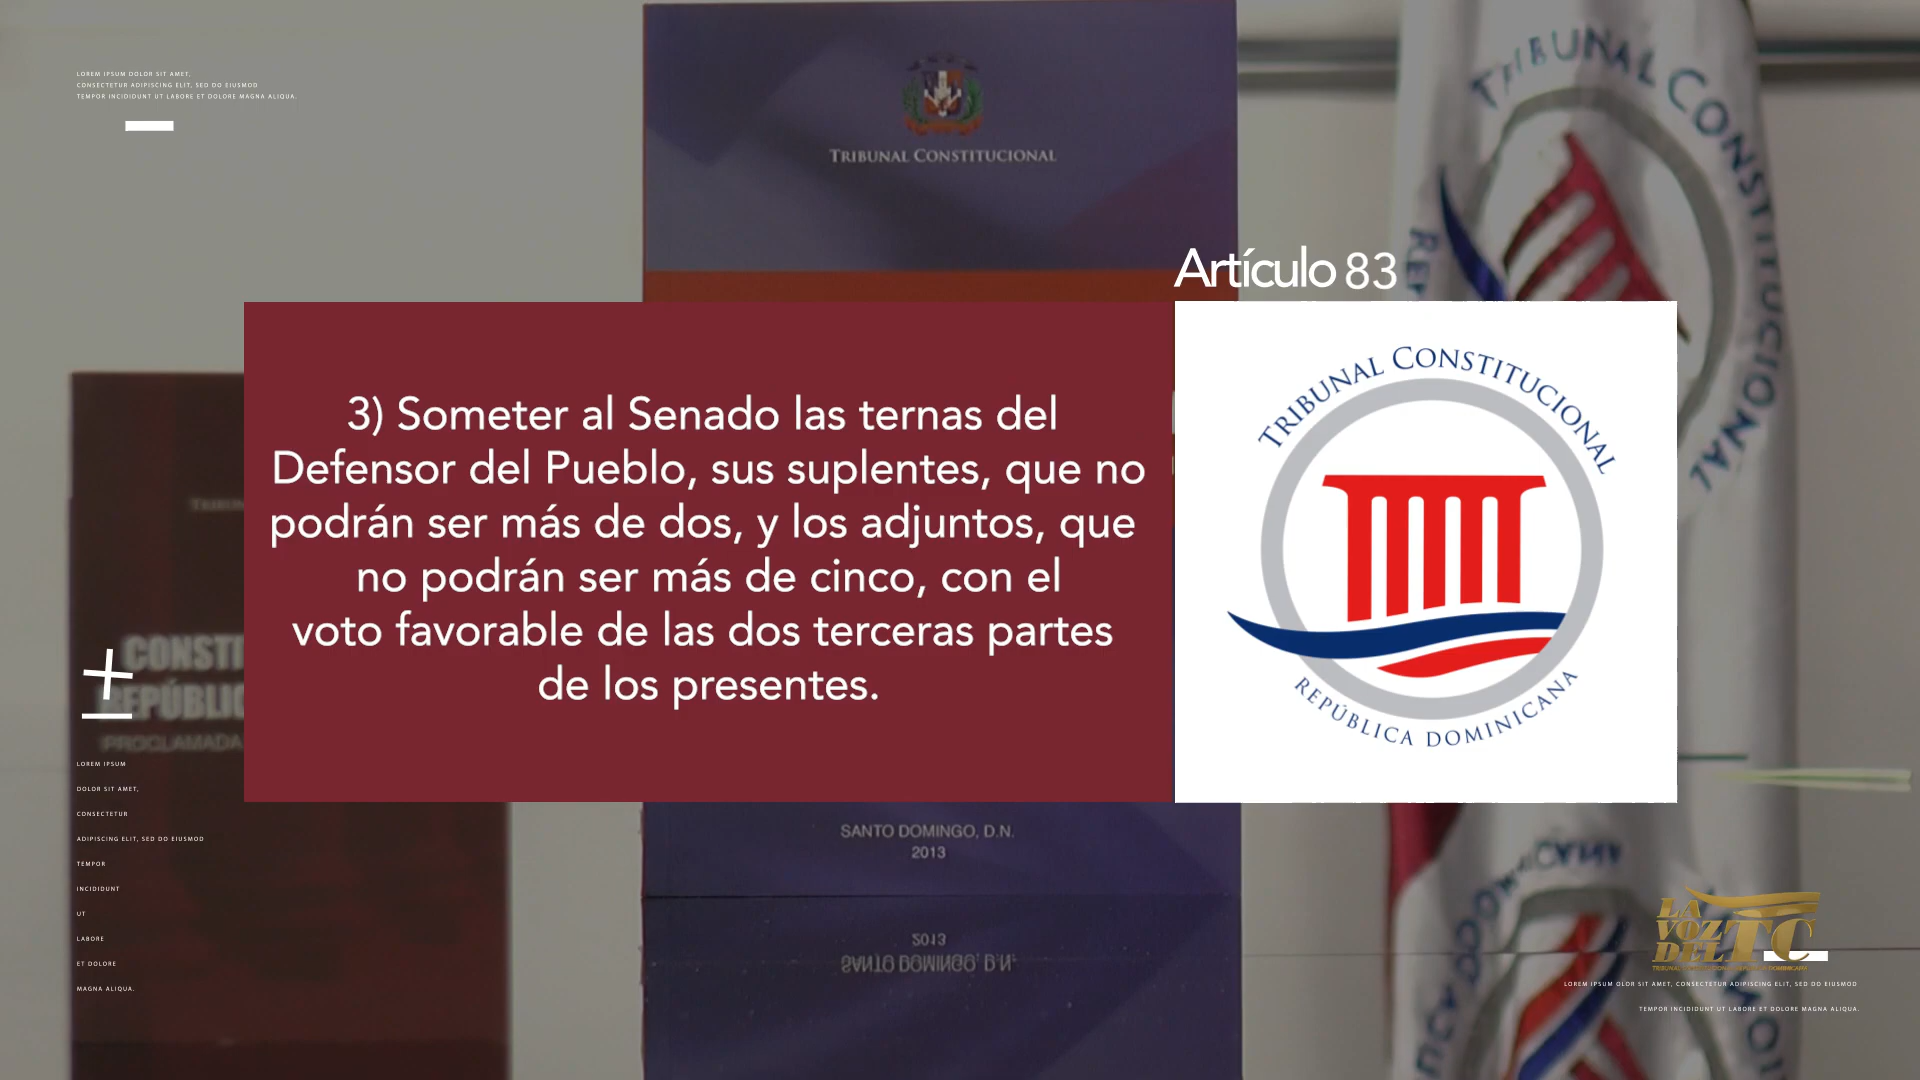 LOREM IPSUM DOLOR SIT AMET,
CONSECTETUR ADIPISCING ELIT, SED DO EIUSMOD
TEMPOR INCIDIDUNT UT LABORE ET DOLORE MAGNA ALIQUA.
TRIBUNAL CONSTITUCIONAL
TRIBUNAL CONSTITUCIONAL
Artículo 83
3) Someter al Senado las ternas del
Defensor del Pueblo, sus suplentes, que no
podrán ser más de dos, y los adjuntos, que
no podrán ser más de cinco, con el
voto favorable de las dos terceras partes
de los presentes.
TRIBUNAL CONSTITUCIONAL
REPÚBLICA DOMINICANA
CONSTI
REPÚBLIC
PROCLAMADA
LOREM IPSUM
DOLOR SIT AMET,
CONSECTETUR
ADIPISCING ELIT, SED DO EIUSMOD
TEMPOR
INCIDIDUNT
UT
LABORE
ET DOLORE
MAGNA ALIQUA.
SANTO DOMINGO, D.N.
2013
LA
VOZ
DEL TC
LOREM IPSUM OLOR SIT AMET, CONSECTETUR ADIPISCING ELIT, SED DO EIUSMOD
TEMPOR INCIDIDUNT UT LABORE ET DOLORE MAGNA ALIQUA.